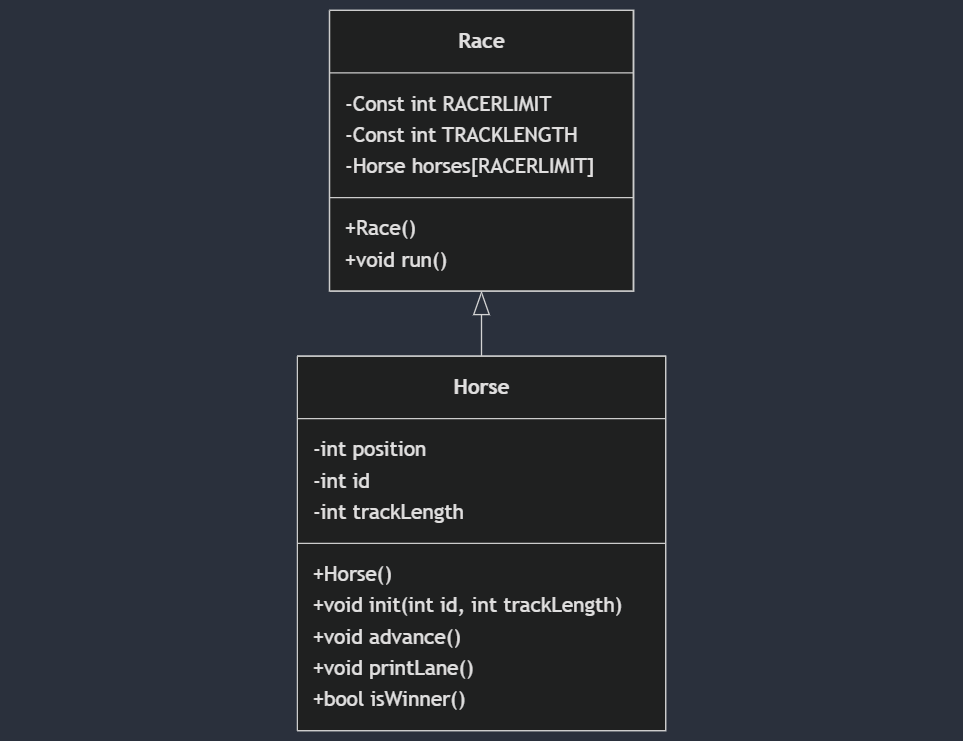 Race
-Const int RACERLIMIT
-Const int TRACKLENGTH
-Horse horses[RACERLIMIT]
+Race()
+void run()
Horse
-int position
-int id
-int trackLength
+Horse()
+void init(int id, int trackLength)
+void advance()
+void printLane()
+bool isWinner()